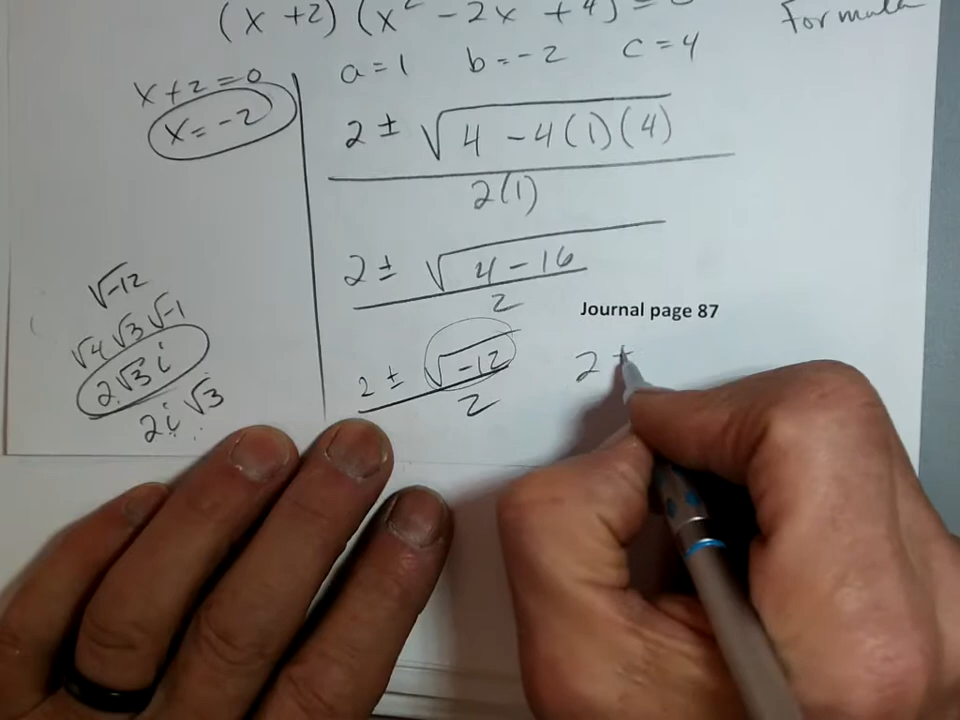 (x + 2) (x² - 2x + 4) =
Formula
a = 1 b = -2 c = 4
x + 2 = 0
x = -2
2 ± √4 - 4(1)(4)
2(1)
2 ± √4 - 16
2
Journal page 87
2 ± √-12
2
2 ±
√-12
√4 √3 √-1
2√3 i
2i √3